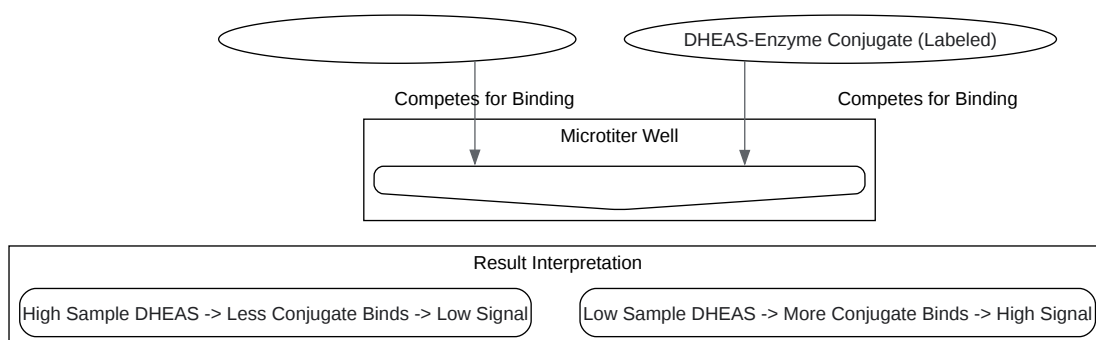 DHEAS-Enzyme Conjugate (Labeled)
Competes for Binding
Competes for Binding
Microtiter Well
Result Interpretation
High Sample DHEAS -> Less Conjugate Binds -> Low Signal
Low Sample DHEAS -> More Conjugate Binds -> High Signal